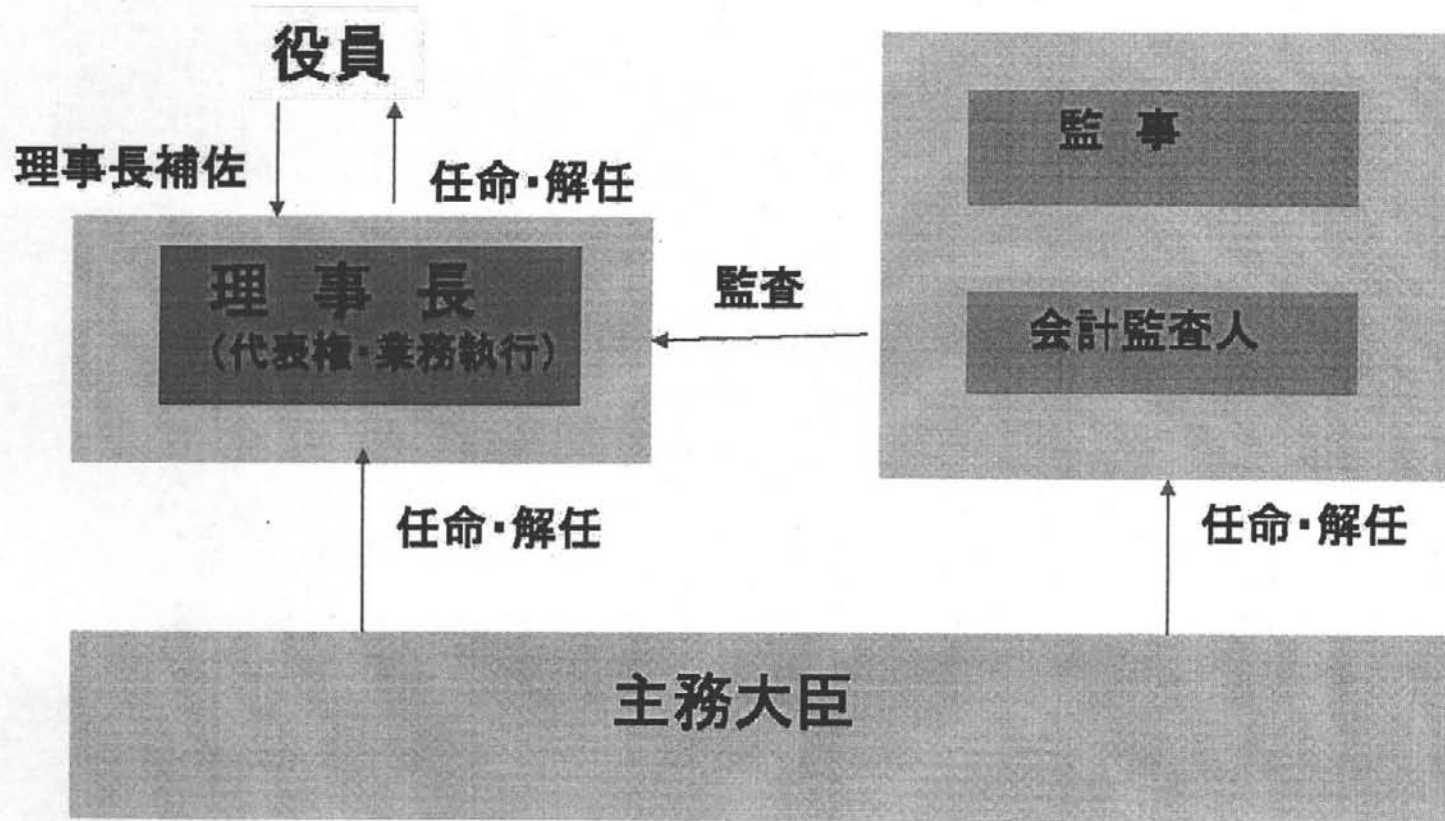 役員
理事長補佐
任命・解任
監 事
理 事 長
(代表権・業務執行)
監査
会計監査人
任命・解任
任命・解任
主務大臣